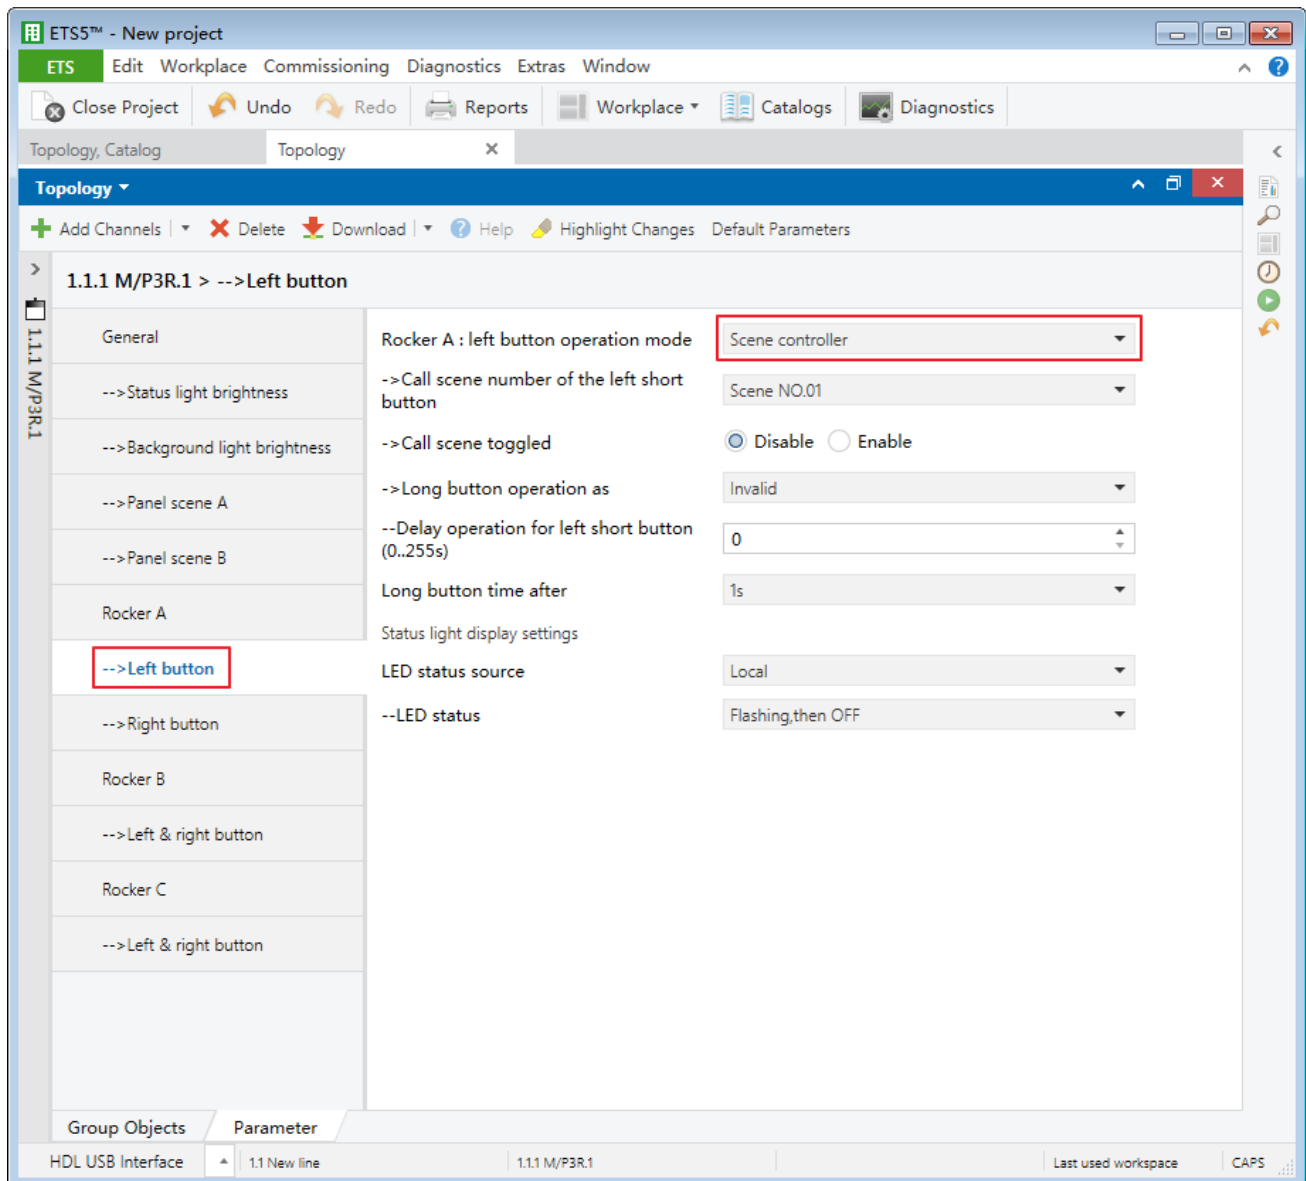 ETS5™ - New project
ETS Edit Workplace Commissioning Diagnostics Extras Window
Close Project Undo Redo Reports Workplace Catalogs Diagnostics
Topology, Catalog Topology
Topology
Add Channels Delete Download Help Highlight Changes Default Parameters
1.1.1 M/P3R.1 > -->Left button
1.1.1 M/P3R.1
General
-->Status light brightness
-->Background light brightness
-->Panel scene A
-->Panel scene B
Rocker A
-->Left button
-->Right button
Rocker B
-->Left & right button
Rocker C
-->Left & right button
Rocker A : left button operation mode Scene controller
->Call scene number of the left short
button
Scene NO.01
->Call scene toggled Disable Enable
->Long button operation as Invalid
--Delay operation for left short button
(0..255s)
0
Long button time after 1s
Status light display settings
LED status source Local
--LED status Flashing,then OFF
Group Objects Parameter
HDL USB Interface 1.1 New line 1.1.1 M/P3R.1 Last used workspace CAPS